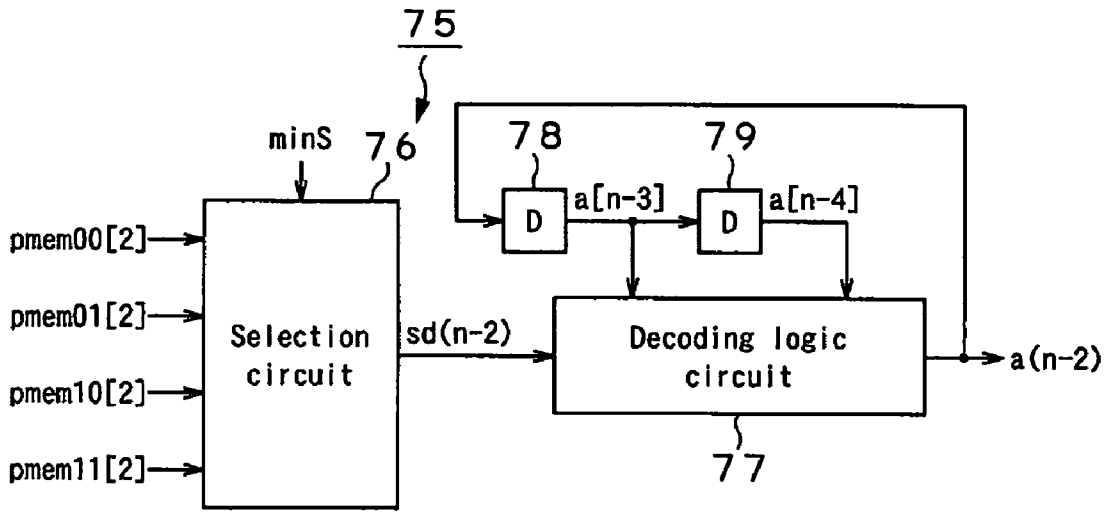 75
minS
76
78
79
D
a[n-3]
D
a[n-4]
pmem00[2]
pmem01[2]
pmem10[2]
pmem11[2]
Selection
circuit
sd(n-2)
Decoding logic
circuit
a(n-2)
77